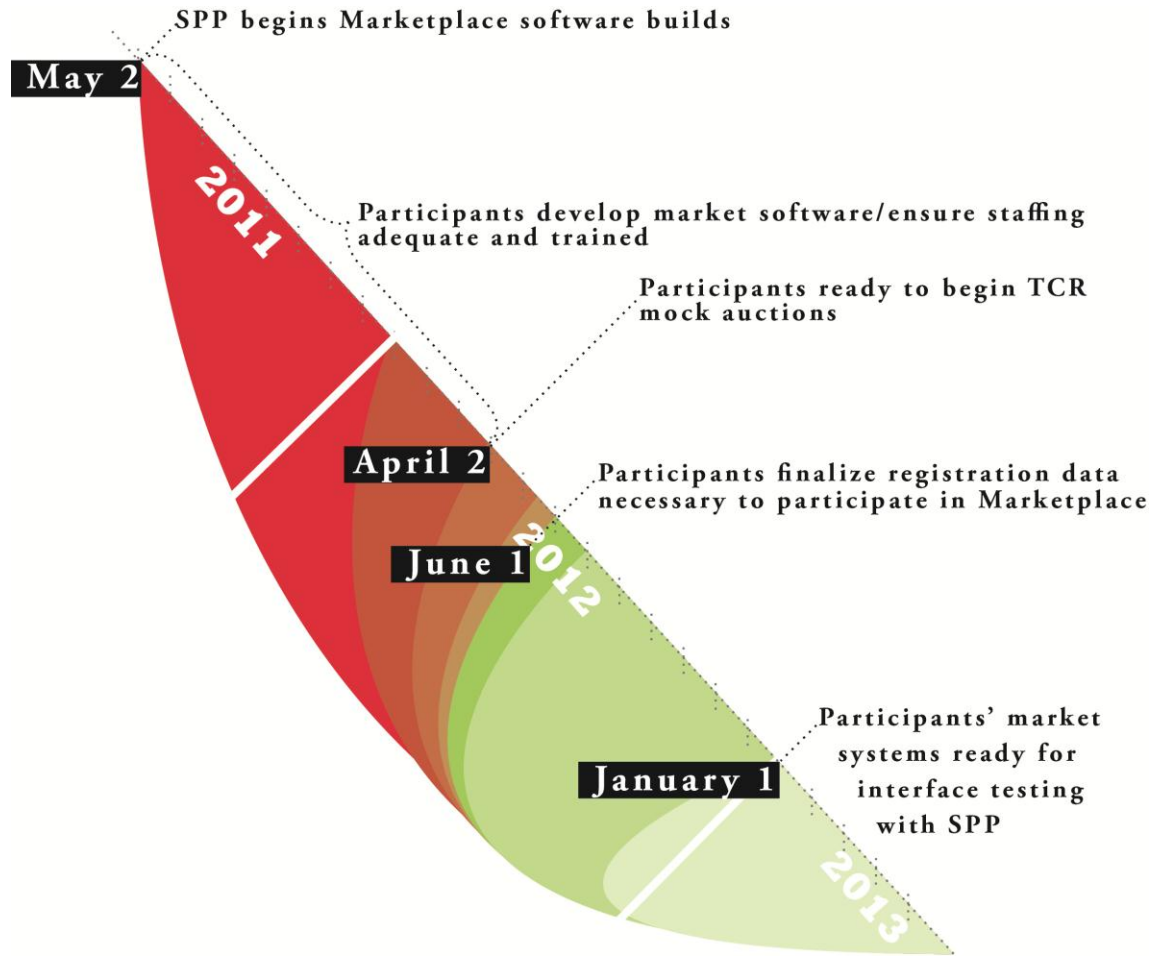 SPP begins Marketplace software builds
May 2
2011
Participants develop market software/ensure staffing
adequate and trained
Participants ready to begin TCR
mock auctions
April 2
Participants finalize registration data
necessary to participate in Marketplace
June 1
2012
Participants’ market
systems ready for
interface testing
with SPP
January 1
2013